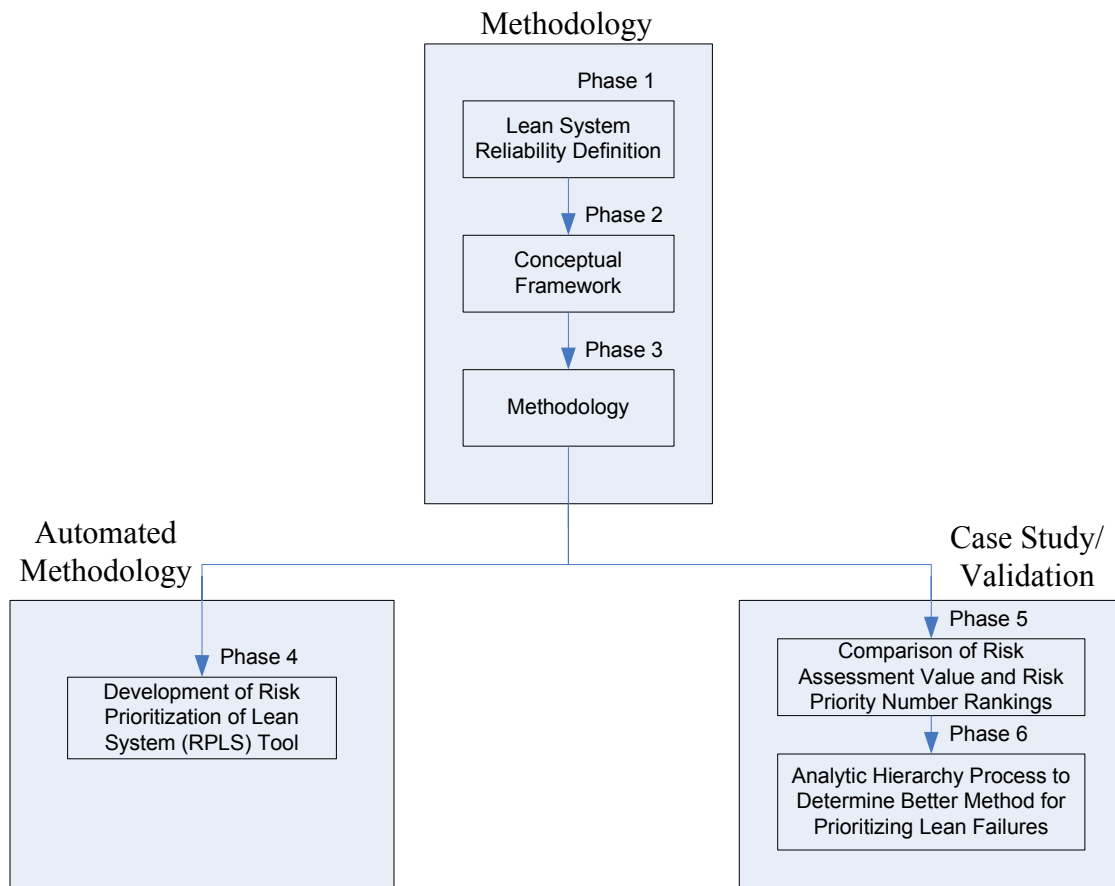 Methodology
Phase 1
Lean System
Reliability Definition
Phase 2
Conceptual
Framework
Phase 3
Methodology
Automated
Methodology
Phase 4
Development of Risk
Prioritization of Lean
System (RPLS) Tool
Case Study/
Validation
Phase 5
Comparison of Risk
Assessment Value and Risk
Priority Number Rankings
Phase 6
Analytic Hierarchy Process to
Determine Better Method for
Prioritizing Lean Failures